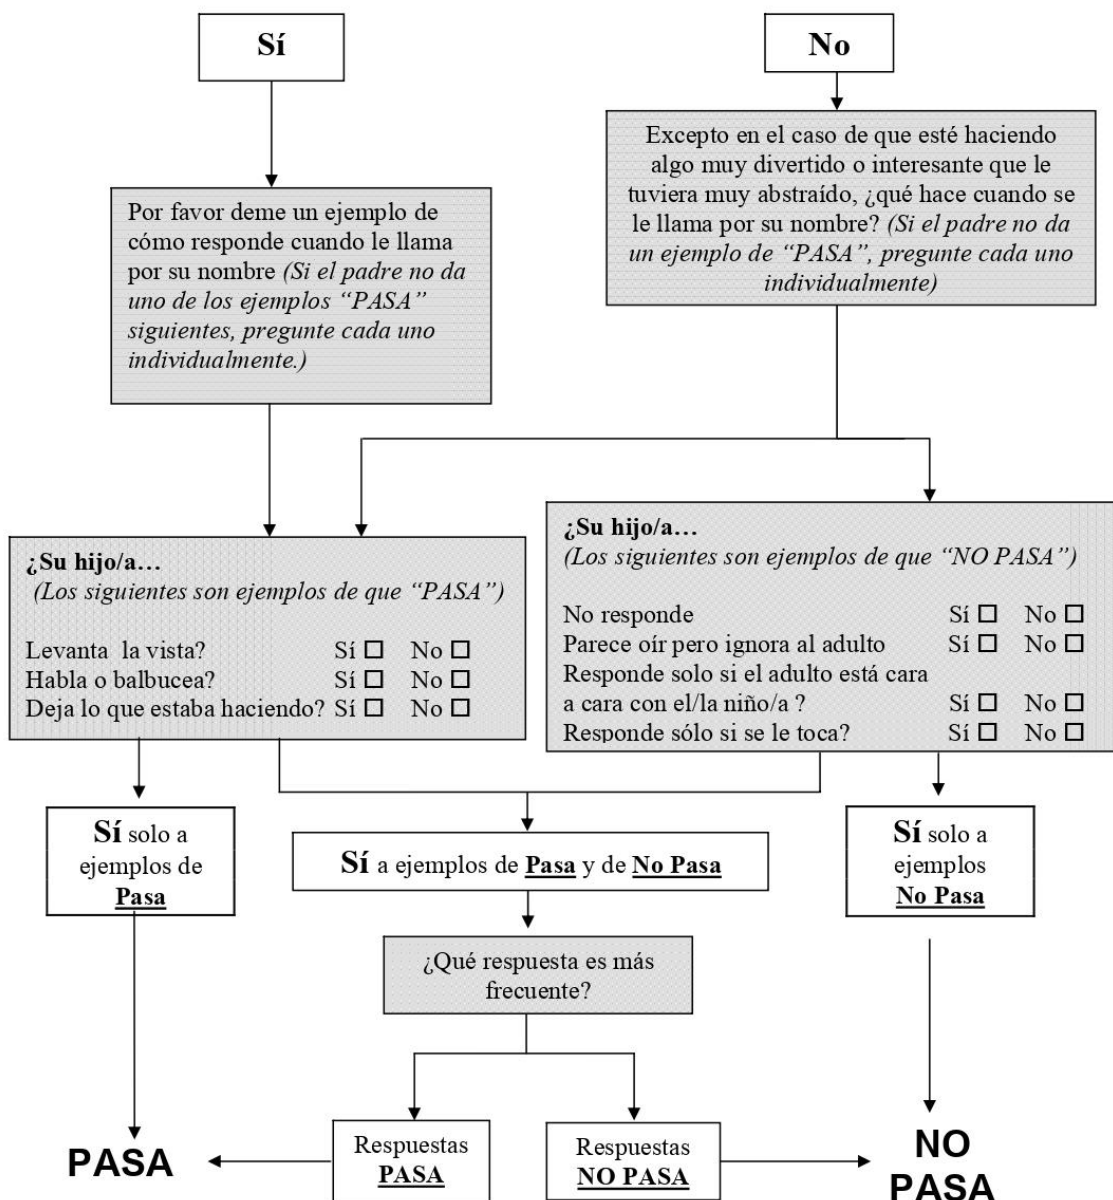 Sí
No
Por favor deme un ejemplo de
cómo responde cuando le llama
por su nombre (Si el padre no da
uno de los ejemplos “PASA”
siguientes, pregunte cada uno
individualmente.)
Excepto en el caso de que esté haciendo
algo muy divertido o interesante que le
tuviera muy abstraído, ¿qué hace cuando se
le llama por su nombre? (Si el padre no da
un ejemplo de “PASA”, pregunte cada uno
individualmente)
¿Su hijo/a…
(Los siguientes son ejemplos de que “PASA”)
Levanta la vista? Sí □ No □
Habla o balbucea? Sí □ No □
Deja lo que estaba haciendo? Sí □ No □
¿Su hijo/a…
(Los siguientes son ejemplos de que “NO PASA”)
No responde Sí □ No □
Parece oír pero ignora al adulto Sí □ No □
Responde solo si el adulto está cara
a cara con el/la niño/a ? Sí □ No □
Responde sólo si se le toca? Sí □ No □
Sí solo a
ejemplos de
Pasa
Sí a ejemplos de Pasa y de No Pasa
Sí solo a
ejemplos
No Pasa
¿Qué respuesta es más
frecuente?
PASA
Respuestas
PASA
Respuestas
NO PASA
NO
PASA